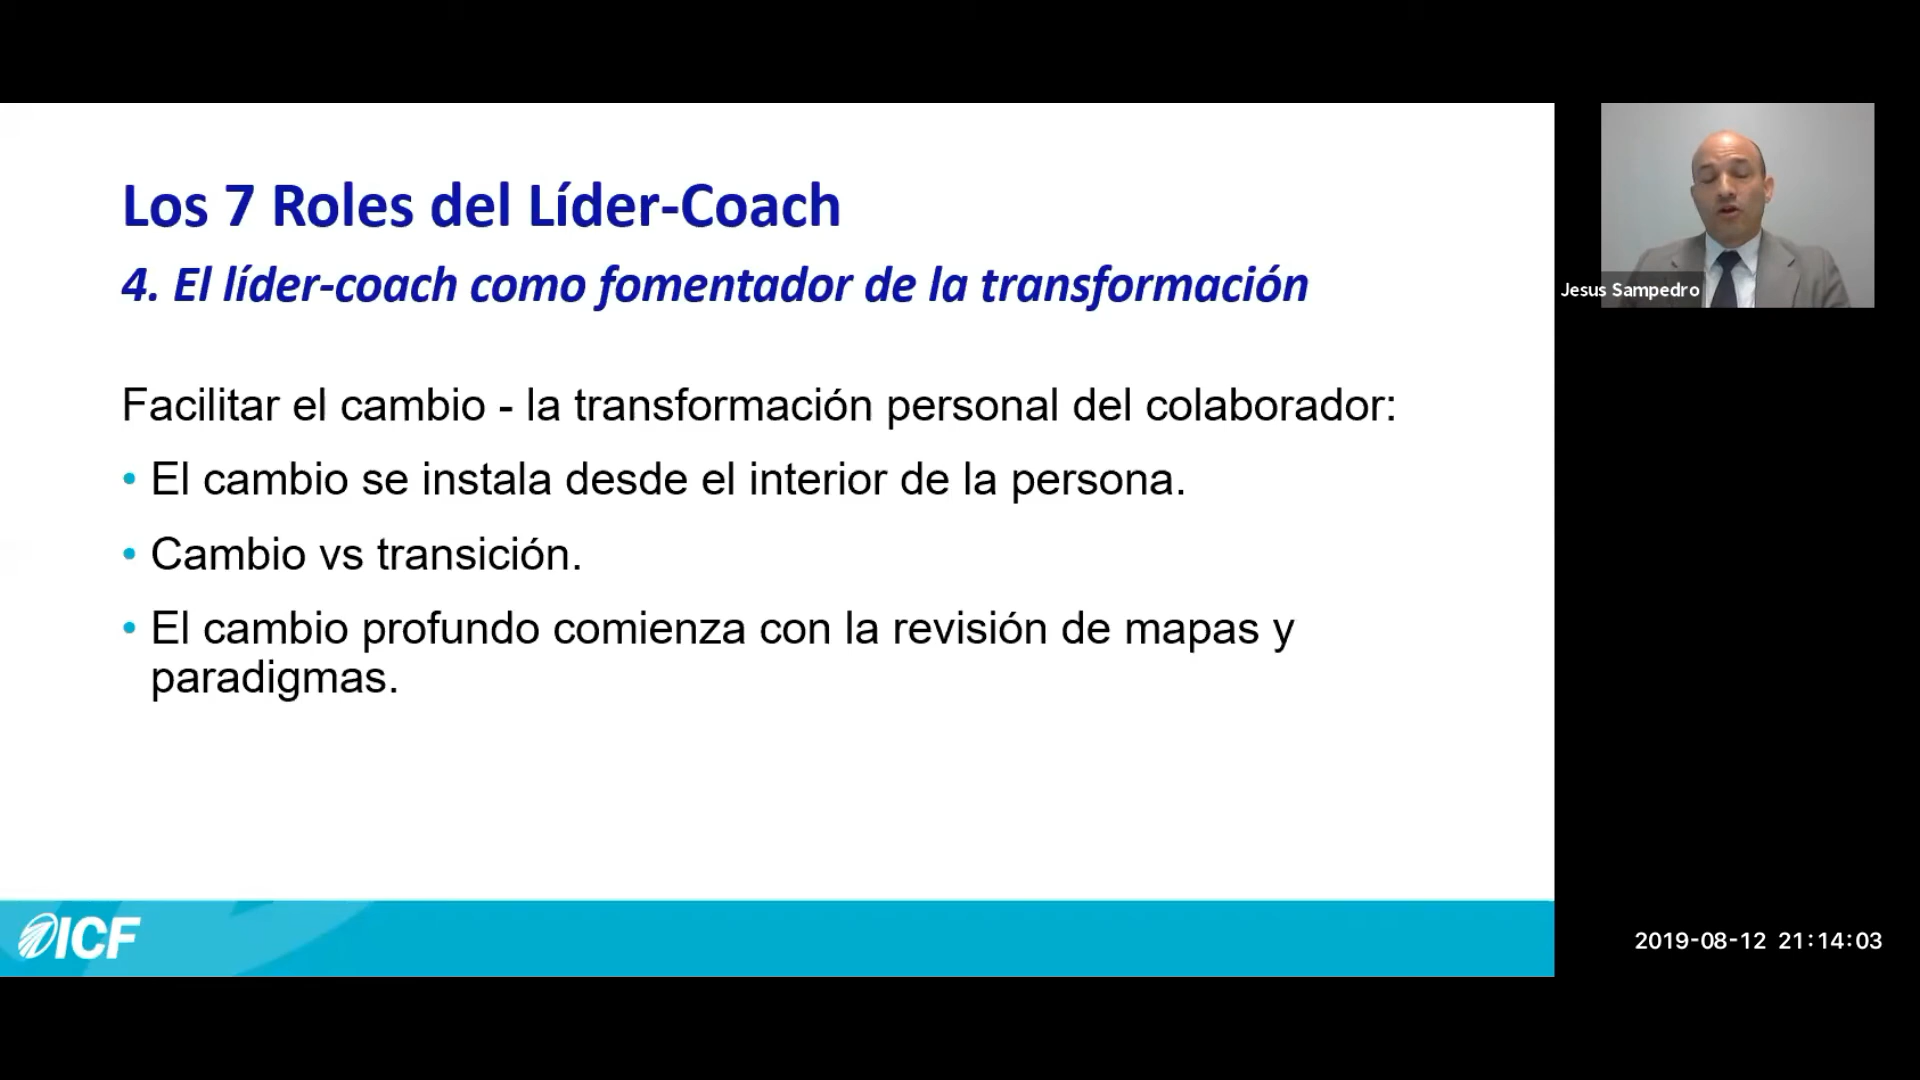 Los 7 Roles del Líder-Coach
4. El líder-coach como fomentador de la transformación
Facilitar el cambio - la transformación personal del colaborador:
• El cambio se instala desde el interior de la persona.
• Cambio vs transición.
• El cambio profundo comienza con la revisión de mapas y
paradigmas.
ICF
Jesus Sampedro
2019-08-12 21:14:03